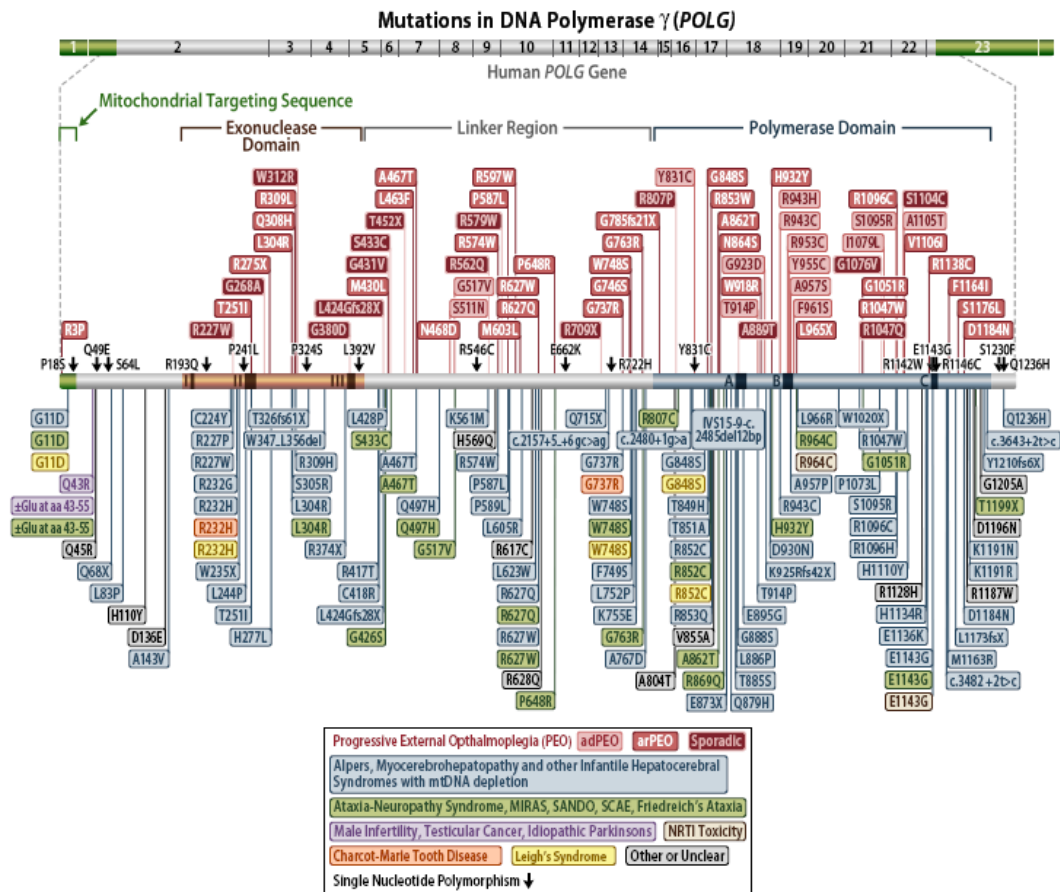 Mutations in DNA Polymerase γ (POLG)
1 2 3 4 5 6 7 8 9 10 11 12 13 14 15 16 17 18 19 20 21 22 23
Human POLG Gene
Mitochondrial Targeting Sequence
Exonuclease Domain
Linker Region
Polymerase Domain
W312R A467T R597W Y831C G848S H932Y
R309L L463F P587L R807P R853W R943H R1096C S1104C
Q308H T452X R579W G785fs21X A862T R943C S1095R A1105T
L304R S433C R574W G763R N864S R953C I1079L V1106I
R275X G431V R562Q P648R W748S G923D Y955C G1076V R1138C
G268A M430L G517V R627W G746S W918R A957S G1051R F1164I
T251I L424Gfs28X S511N R627Q G737R T914P F961S R1047W S1176L
R3P R227W G380D N468D M603L R709X A889T L965X R1047Q D1184N
P18S Q49E S64L R193Q P241L P324S L392V R546C E662K R722H Y831C R1142W E1143G R1146C S1230F Q1236H
A B C
G11D C224Y T326fs61X L428P K561M Q715X R807C IVS15-9-c. 2485del12bp L966R W1020X Q1236H
G11D R227P W347_L356del S433C H569Q c.2157+5_+6 gc>ag c.2480+1g>a R964C R1047W c.3643+2t>c
G11D R227W R309H A467T R574W G737R G848S R964C G1051R Y1210fs6X
Q43R R232G S305R A467T P587L G737R G848S A957P P1073L G1205A
±Glu at aa 43-55 R232H L304R Q497H P589L W748S T849H R943C S1095R T1199X
±Glu at aa 43-55 R232H L304R Q497H L605R W748S T851A H932Y R1096C D1196N
Q45R R232H R374X G517V R617C W748S R852C D930N R1096H K1191N
Q68X W235X R417T L623W F749S R852C K925Rfs42X H1110Y K1191R
L83P L244P C418R R627Q L752P R852C T914P R1128H R1187W
H110Y T251I L424Gfs28X R627Q K755E R853Q E895G H1134R D1184N
D136E H277L G426S R627W G763R V855A G888S E1136K L1173fsX
A143V R627W A767D A862T L886P E1143G M1163R
R628Q A804T R869Q T885S E1143G c.3482 +2t>c
P648R E873X Q879H E1143G
Progressive External Opthalmoplegia (PEO) adPEO arPEO Sporadic
Alpers, Myocerebrohepatopathy and other Infantile Hepatocerebral
Syndromes with mtDNA depletion
Ataxia-Neuropathy Syndrome, MIRAS, SANDO, SCAE, Friedreich's Ataxia
Male Infertility, Testicular Cancer, Idiopathic Parkinsons NRTI Toxicity
Charcot-Marie Tooth Disease Leigh's Syndrome Other or Unclear
Single Nucleotide Polymorphism